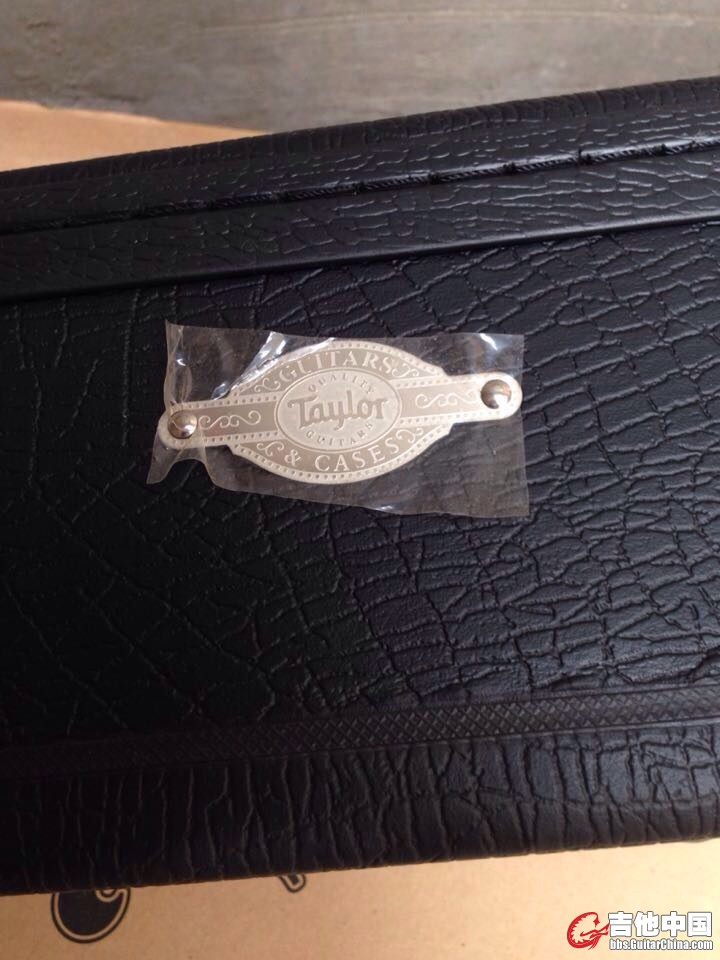 GUITARS
QUALITY
Taylor
GUITARS
& CASES
吉他中国
bbs.GuitarChina.com